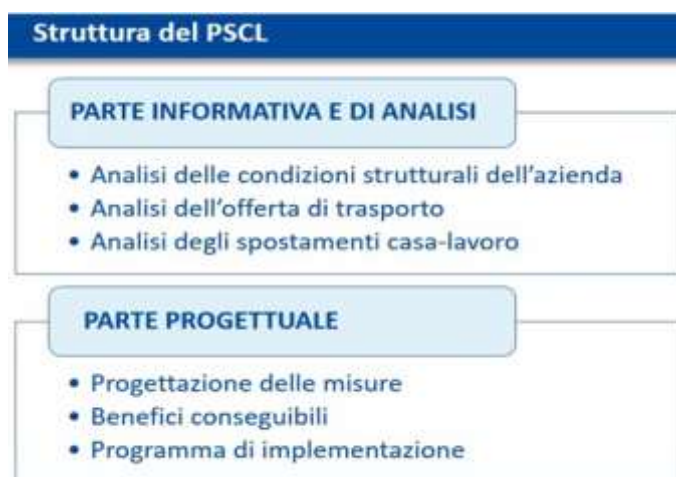 Struttura del PSCL
PARTE INFORMATIVA E DI ANALISI
• Analisi delle condizioni strutturali dell'azienda
• Analisi dell'offerta di trasporto
• Analisi degli spostamenti casa-lavoro
PARTE PROGETTUALE
• Progettazione delle misure
• Benefici conseguibili
• Programma di implementazione